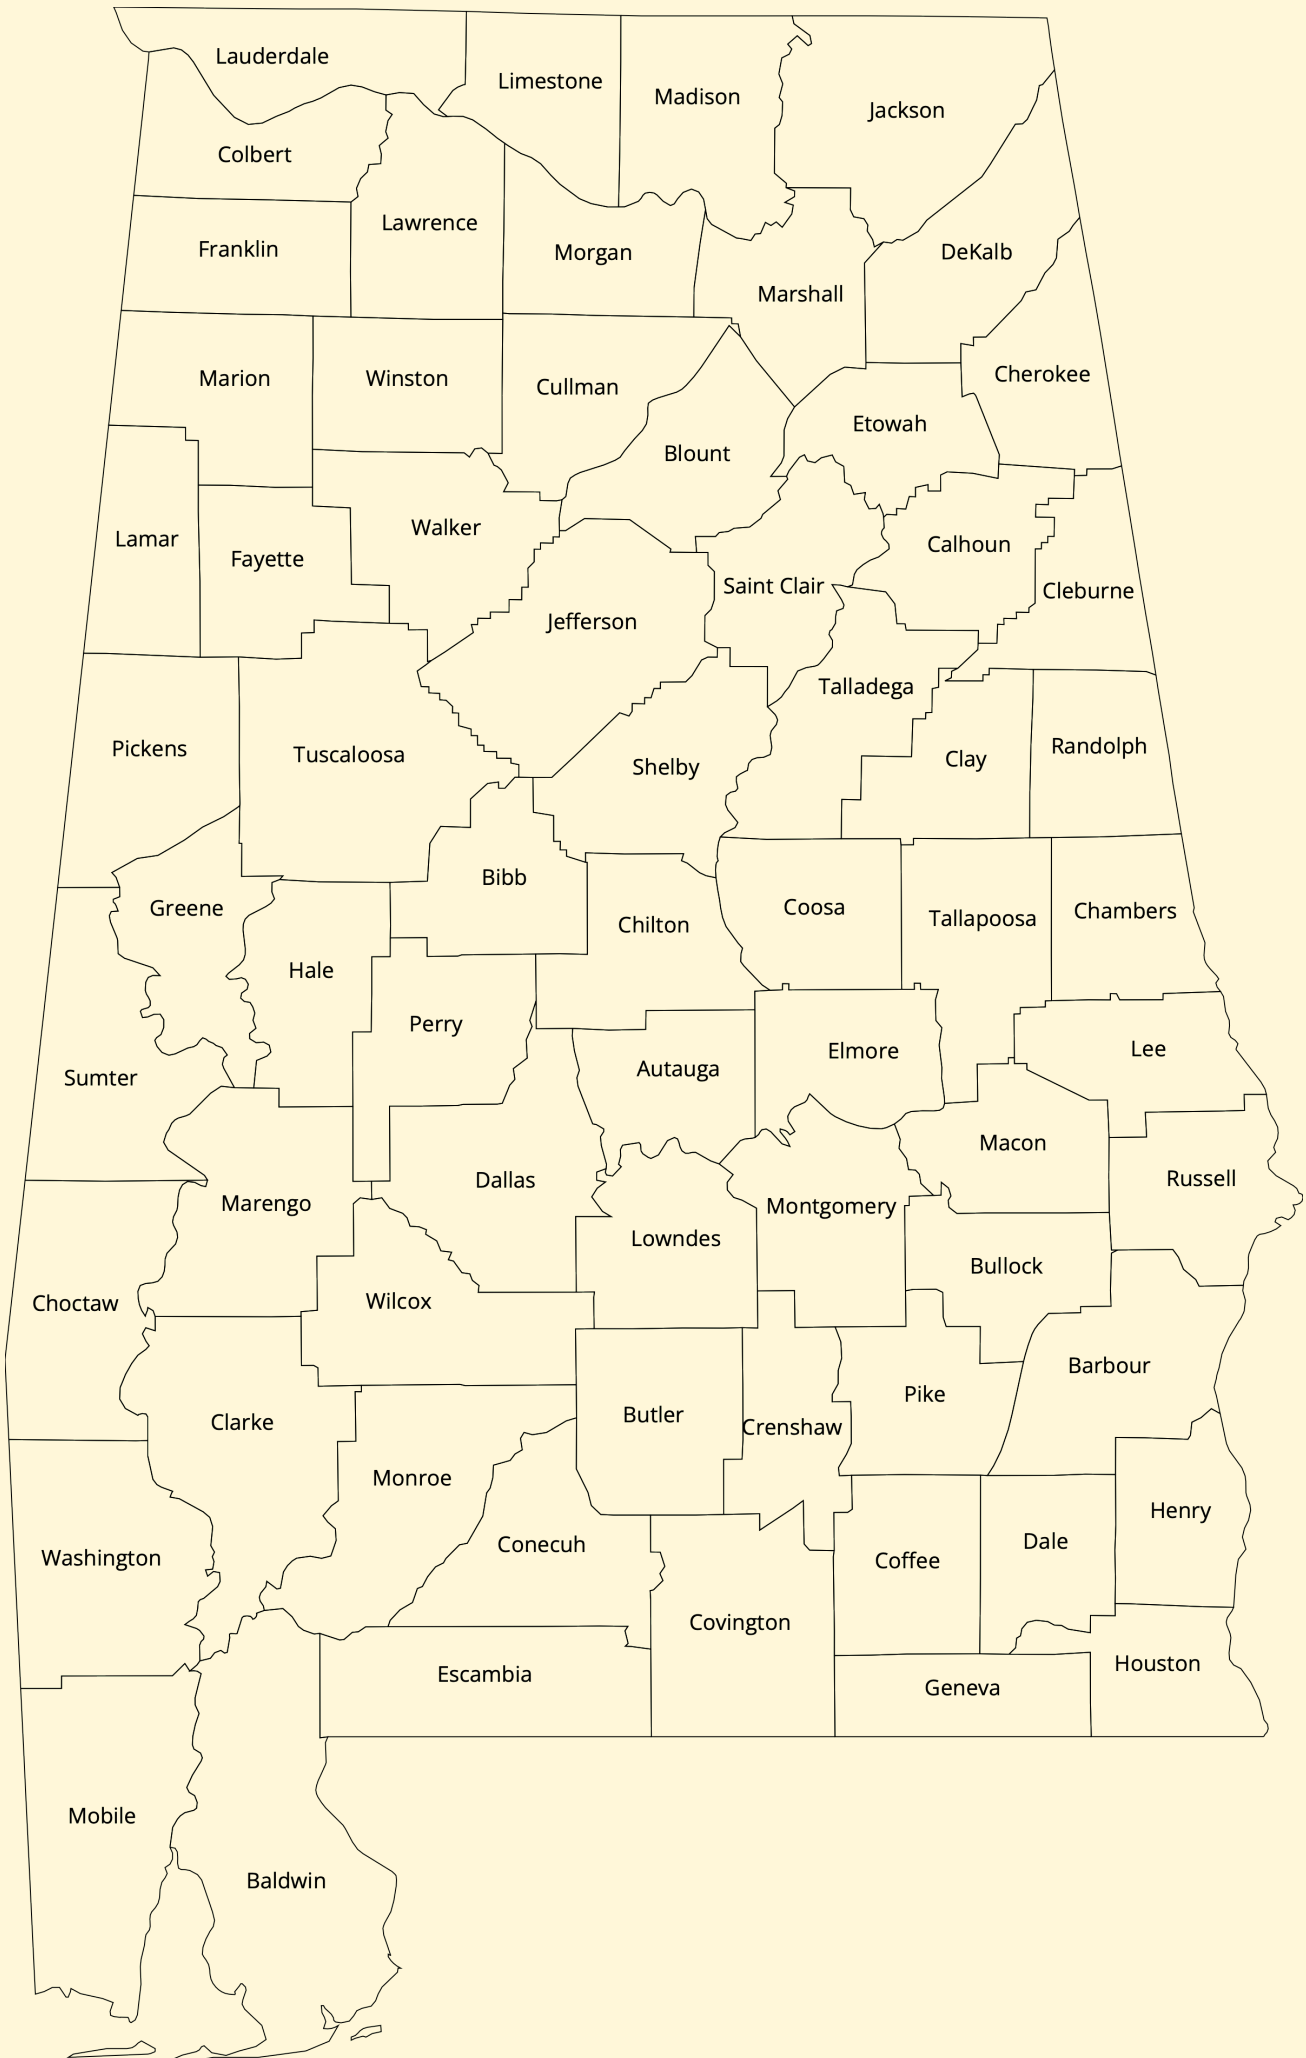 Lauderdale
Limestone
Madison
Jackson
Colbert
Lawrence
Franklin
Morgan
DeKalb
Marshall
Marion
Winston
Cullman
Cherokee
Etowah
Blount
Walker
Lamar
Fayette
Calhoun
Saint Clair
Cleburne
Jefferson
Talladega
Pickens
Tuscaloosa
Shelby
Clay
Randolph
Bibb
Greene
Coosa
Tallapoosa
Chambers
Chilton
Hale
Perry
Elmore
Lee
Sumter
Autauga
Macon
Dallas
Russell
Marengo
Montgomery
Lowndes
Bullock
Choctaw
Wilcox
Barbour
Pike
Butler
Clarke
Crenshaw
Monroe
Henry
Conecuh
Dale
Washington
Coffee
Covington
Houston
Escambia
Geneva
Mobile
Baldwin